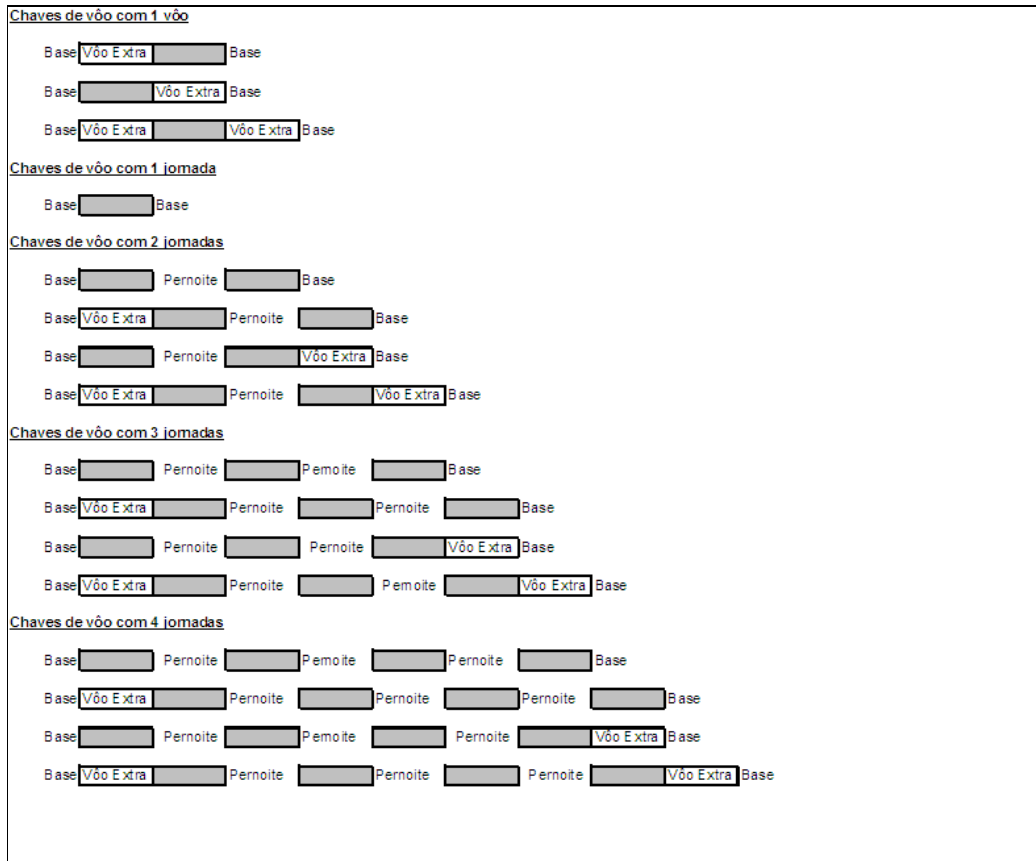 Chaves de vôo com 1 vôo
Base Vôo Extra Base
Base Vôo Extra Base
Base Vôo Extra Vôo Extra Base
Chaves de vôo com 1 jornada
Base Base
Chaves de vôo com 2 jornadas
Base Pernoite Base
Base Vôo Extra Pernoite Base
Base Pernoite Vôo Extra Base
Base Vôo Extra Pernoite Vôo Extra Base
Chaves de vôo com 3 jornadas
Base Pernoite Pernoite Base
Base Vôo Extra Pernoite Pernoite Base
Base Pernoite Pernoite Vôo Extra Base
Base Vôo Extra Pernoite Pernoite Vôo Extra Base
Chaves de vôo com 4 jornadas
Base Pernoite Pernoite Pernoite Base
Base Vôo Extra Pernoite Pernoite Pernoite Base
Base Pernoite Pernoite Pernoite Vôo Extra Base
Base Vôo Extra Pernoite Pernoite Pernoite Vôo Extra Base